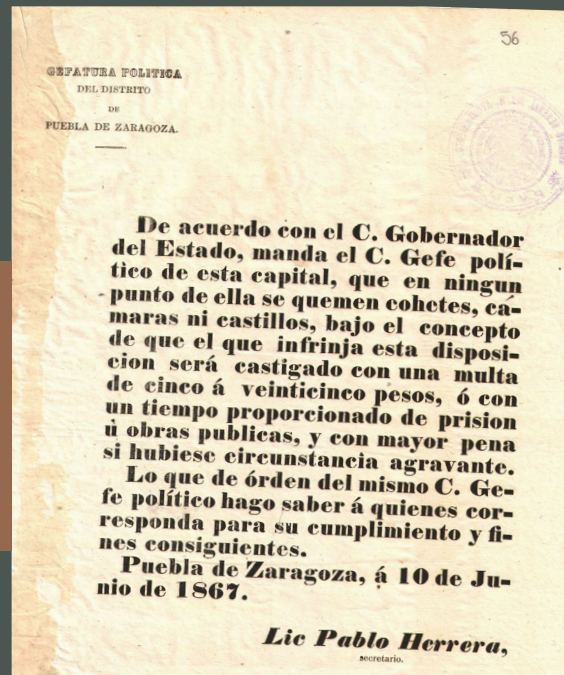 56
GEFATURA POLITICA
DEL DISTRITO
DE
PUEBLA DE ZARAGOZA.
De acuerdo con el C. Gobernador
del Estado, manda el C. Gefe polí-
tico de esta capital, que en ningun
punto de ella se quemen cohetes, cá-
maras ni castillos, bajo el concepto
de que el que infrinja esta disposi-
cion será castigado con una multa
de cinco á veinticinco pesos, ó con
un tiempo proporcionado de prision
ú obras publicas, y con mayor pena
si hubiese circunstancia agravante.
Lo que de órden del mismo C. Ge-
fe político hago saber á quienes cor-
responda para su cumplimiento y fi-
nes consiguientes.
Puebla de Zaragoza, á 10 de Ju-
nio de 1867.
Lic Pablo Herrera,
secretario.